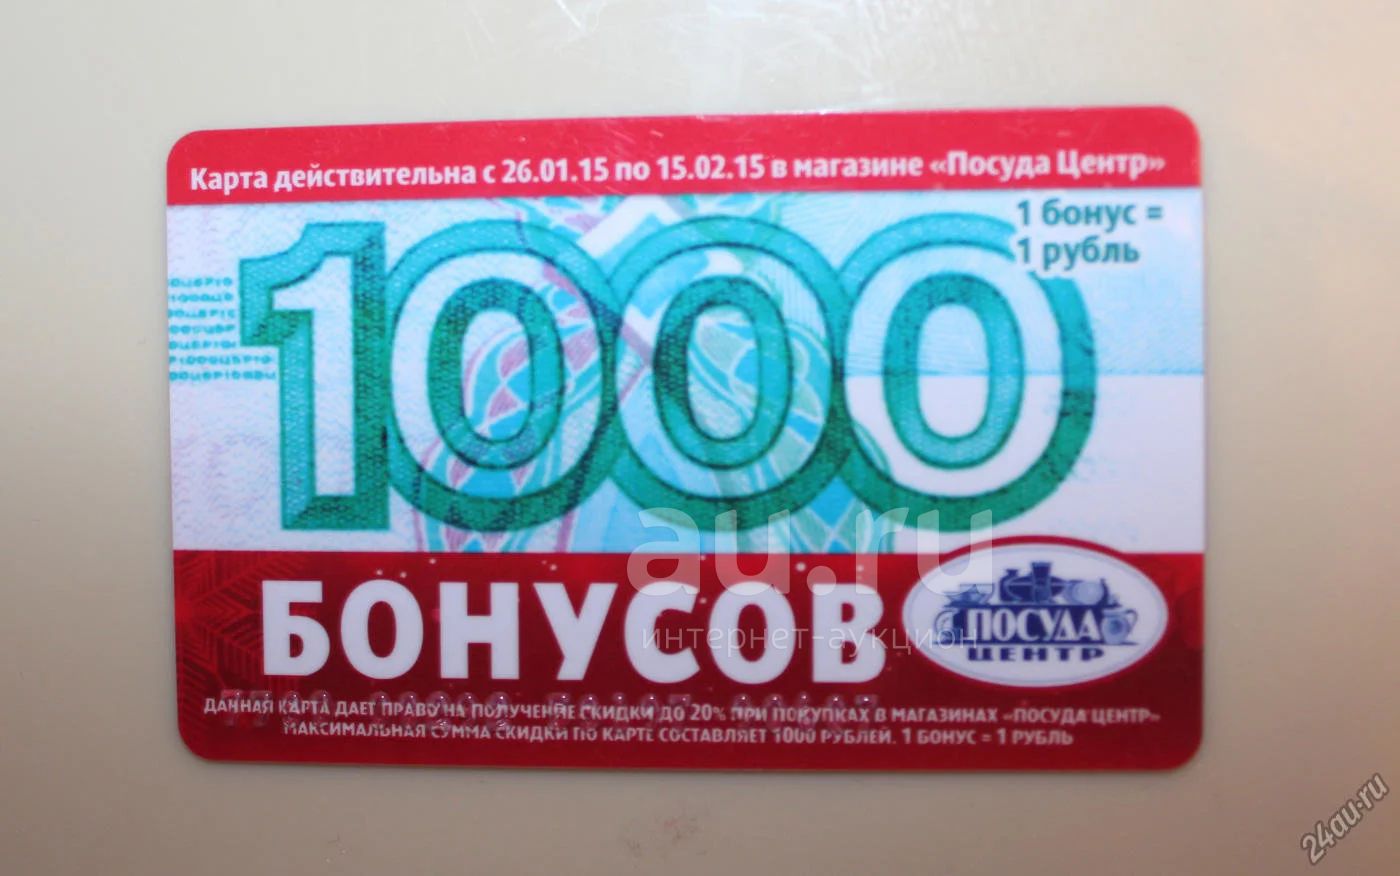 Карта действительна с 26.01.15 по 15.02.15 в магазине «Посуда Центр»
1 бонус =
1 рубль
1000
au.ru
интернет-аукцион
БОНУСОВ
ПОСУДА
ЦЕНТР
ДАННАЯ КАРТА ДАЕТ ПРАВО НА ПОЛУЧЕНИЕ СКИДКИ ДО 20% ПРИ ПОКУПКАХ В МАГАЗИНАХ «ПОСУДА ЦЕНТР»
МАКСИМАЛЬНАЯ СУММА СКИДКИ ПО КАРТЕ СОСТАВЛЯЕТ 1000 РУБЛЕЙ. 1 БОНУС = 1 РУБЛЬ
24au.ru